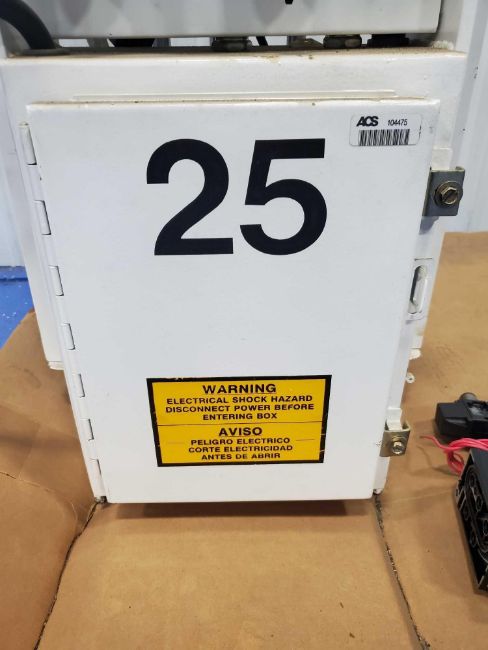 ACS 104475
25
WARNING
ELECTRICAL SHOCK HAZARD
DISCONNECT POWER BEFORE
ENTERING BOX
AVISO
PELIGRO ELECTRICO
CORTE ELECTRICIDAD
ANTES DE ABRIR